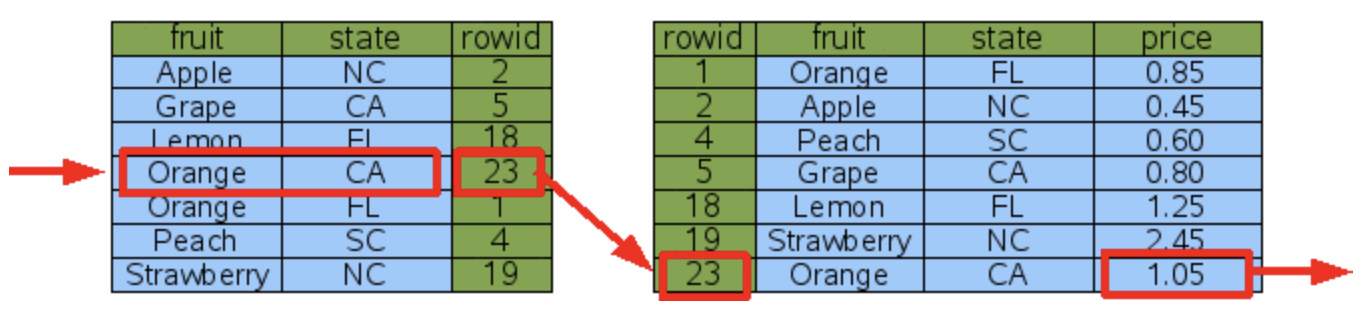 fruit state rowid
Apple NC 2
Grape CA 5
Lemon FL 18
Orange CA 23
Orange FL 1
Peach SC 4
Strawberry NC 19
rowid fruit state price
1 Orange FL 0.85
2 Apple NC 0.45
4 Peach SC 0.60
5 Grape CA 0.80
18 Lemon FL 1.25
19 Strawberry NC 2.45
23 Orange CA 1.05